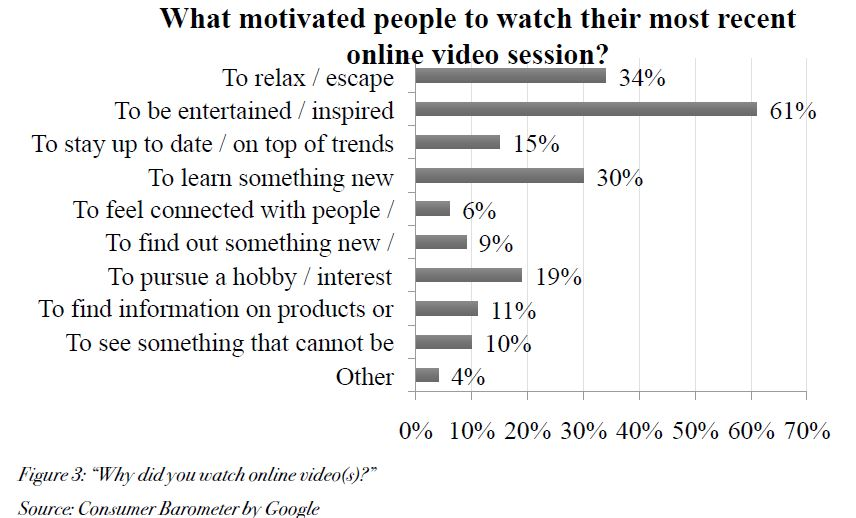 What motivated people to watch their most recent
online video session?
To relax / escape 34%
To be entertained / inspired 61%
To stay up to date / on top of trends 15%
To learn something new 30%
To feel connected with people / 6%
To find out something new / 9%
To pursue a hobby / interest 19%
To find information on products or 11%
To see something that cannot be 10%
Other 4%
0% 10% 20% 30% 40% 50% 60% 70%
Figure 3: “Why did you watch online video(s)?”
Source: Consumer Barometer by Google